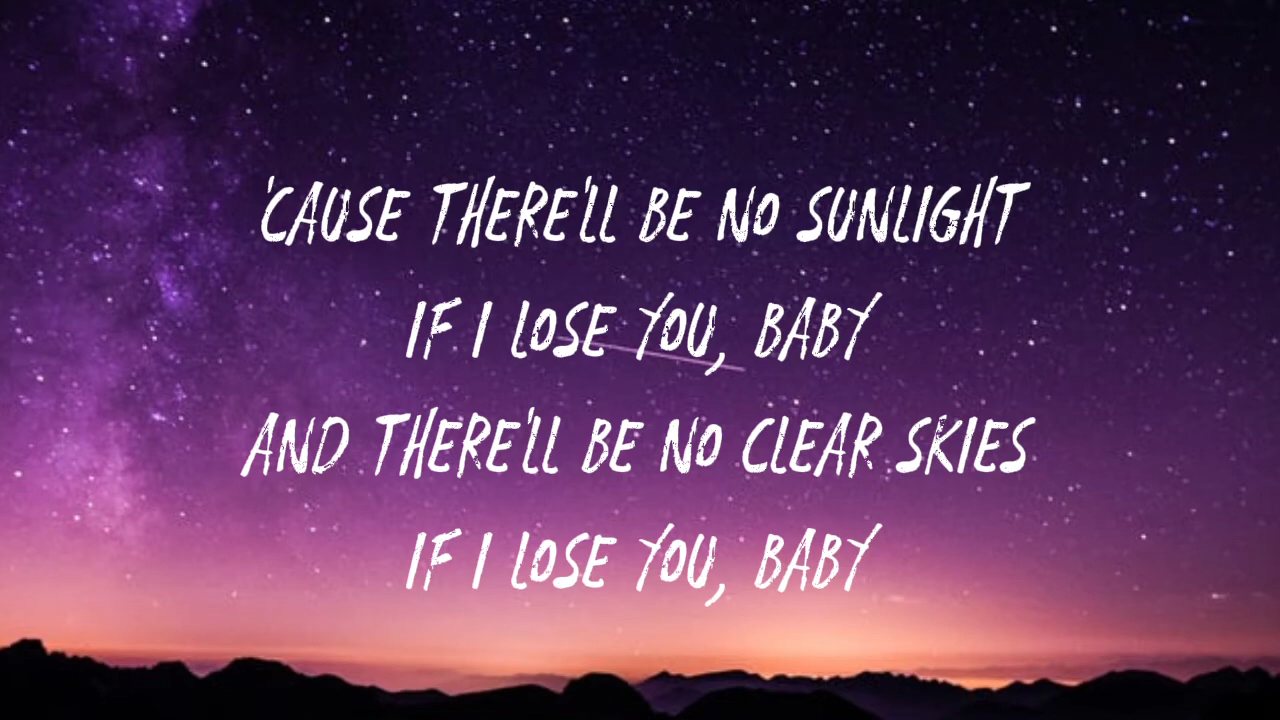 'CAUSE THERE'LL BE NO SUNLIGHT
IF I LOSE YOU, BABY
AND THERE'LL BE NO CLEAR SKIES
IF I LOSE YOU, BABY